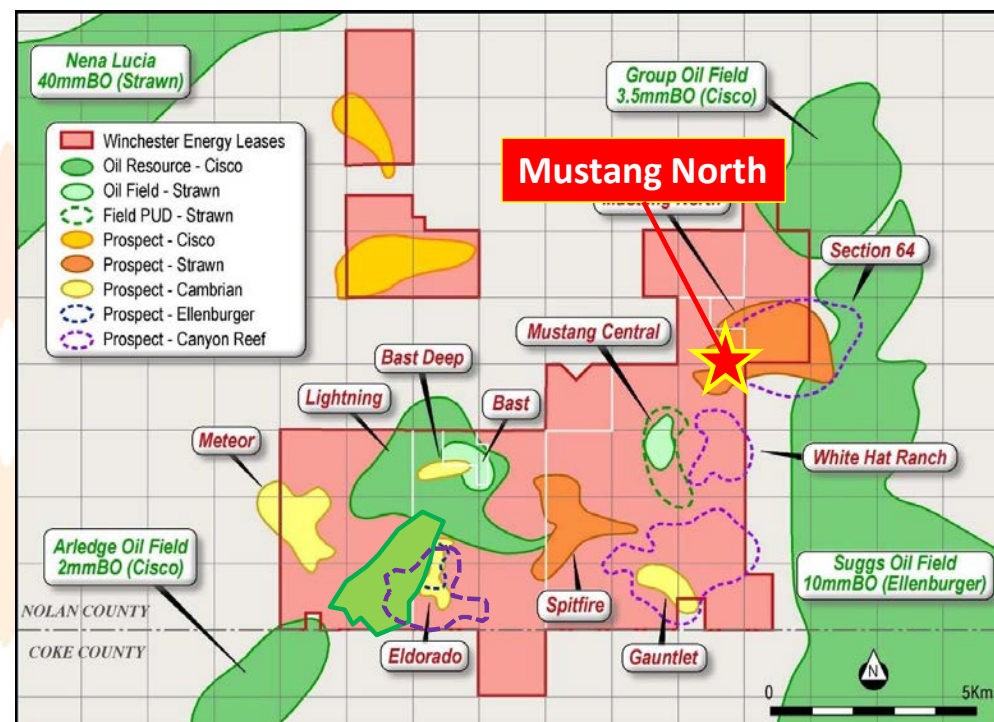 Nena Lucia
40mmBO (Strawn)
Group Oil Field
3.5mmBO (Cisco)
Winchester Energy Leases
Oil Resource - Cisco
Oil Field - Strawn
Field PUD - Strawn
Prospect - Cisco
Prospect - Strawn
Prospect - Cambrian
Prospect - Ellenburger
Prospect - Canyon Reef
Mustang North
Mustang North
Section 64
Mustang Central
Bast Deep
Lightning
Bast
Meteor
White Hat Ranch
Arledge Oil Field
2mmBO (Cisco)
Suggs Oil Field
10mmBO (Ellenburger)
Spitfire
NOLAN COUNTY
COKE COUNTY
Eldorado
Gauntlet
N
0
5Km